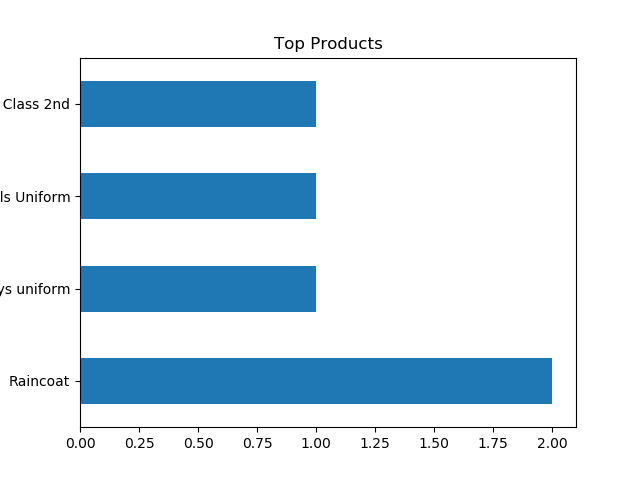 Top Products
Class 2nd
ls Uniform
ys uniform
Raincoat
0.00 0.25 0.50 0.75 1.00 1.25 1.50 1.75 2.00